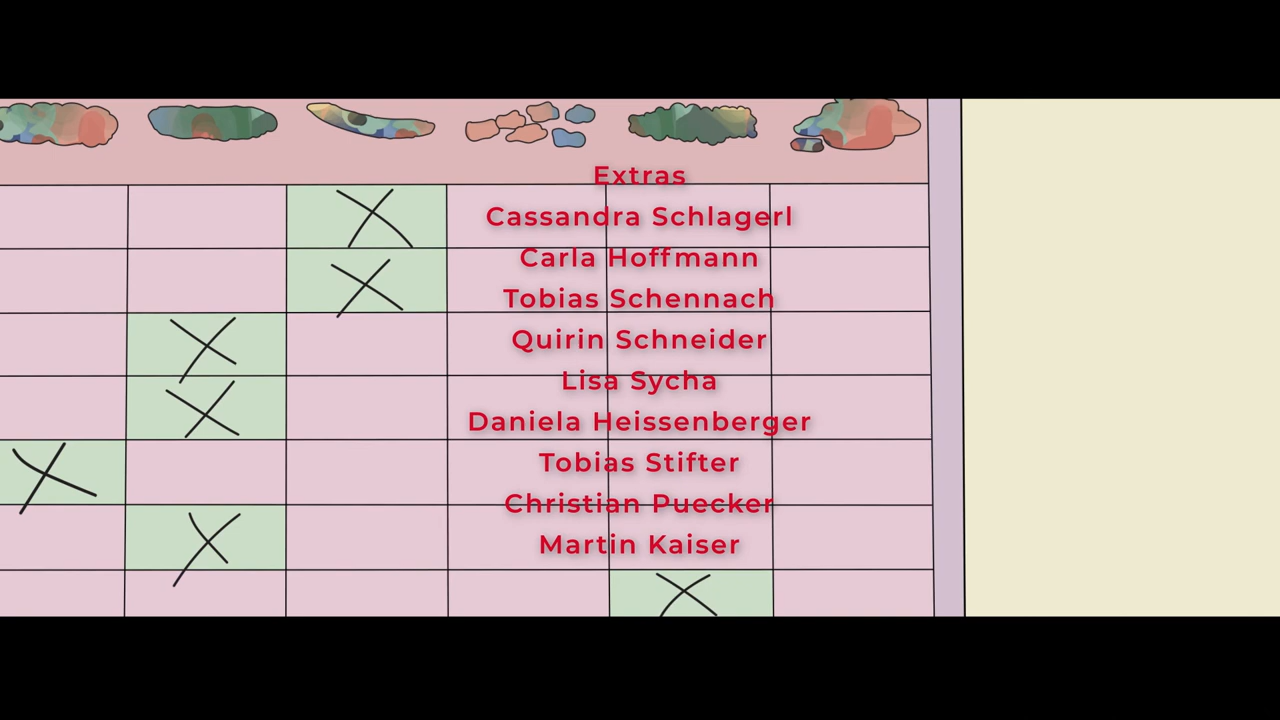 Extras
Cassandra Schlagerl
Carla Hoffmann
Tobias Schennach
Quirin Schneider
Lisa Sycha
Daniela Heissenberger
Tobias Stifter
Christian Puecker
Martin Kaiser